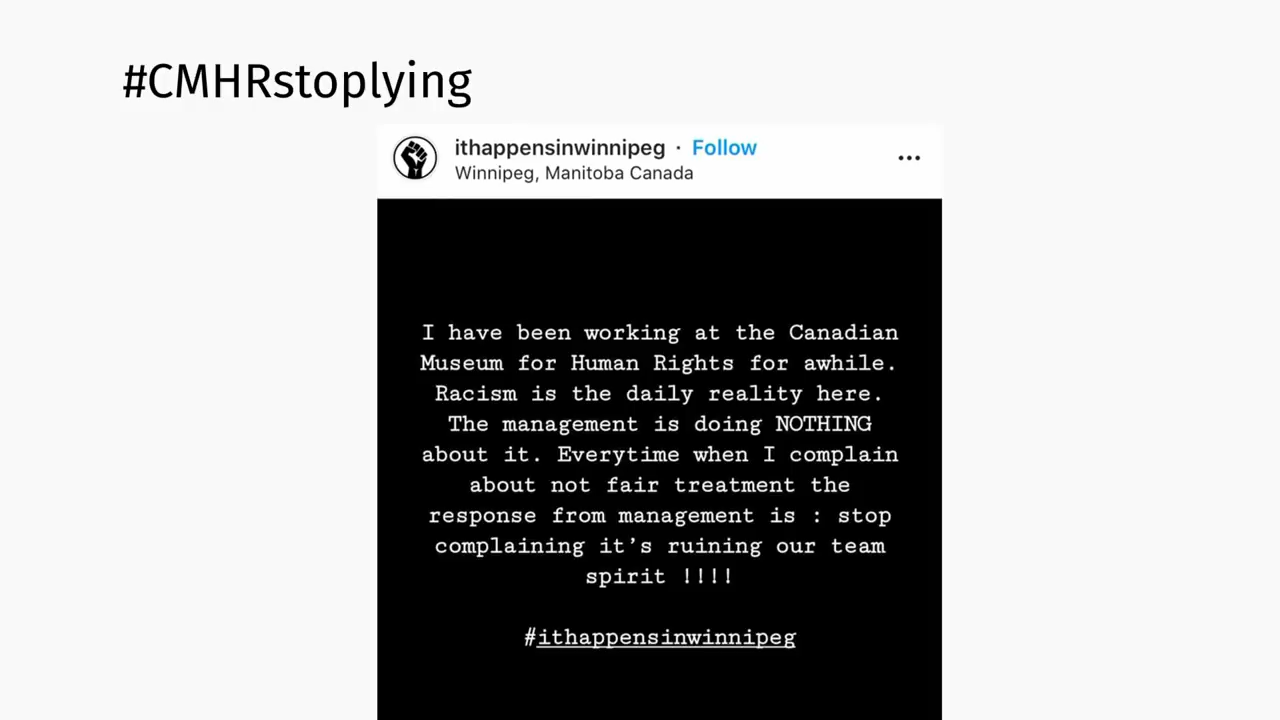 #CMHRstoplying
ithappensinwinnipeg · Follow
Winnipeg, Manitoba Canada
I have been working at the Canadian
Museum for Human Rights for awhile.
Racism is the daily reality here.
The management is doing NOTHING
about it. Everytime when I complain
about not fair treatment the
response from management is : stop
complaining it’s ruining our team
spirit !!!!
#ithappensinwinnipeg